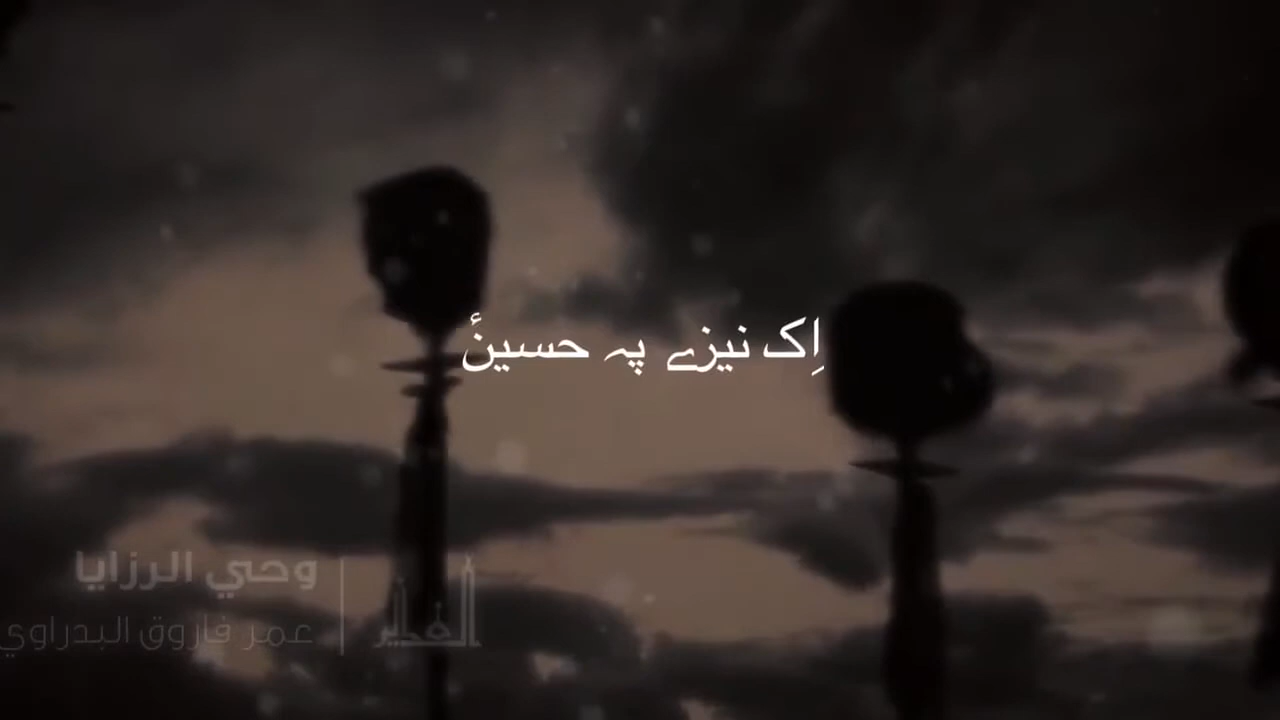 اِک نیزے پہ حسینؑ
وحي الرزايا
عمر فاروق البدراوي